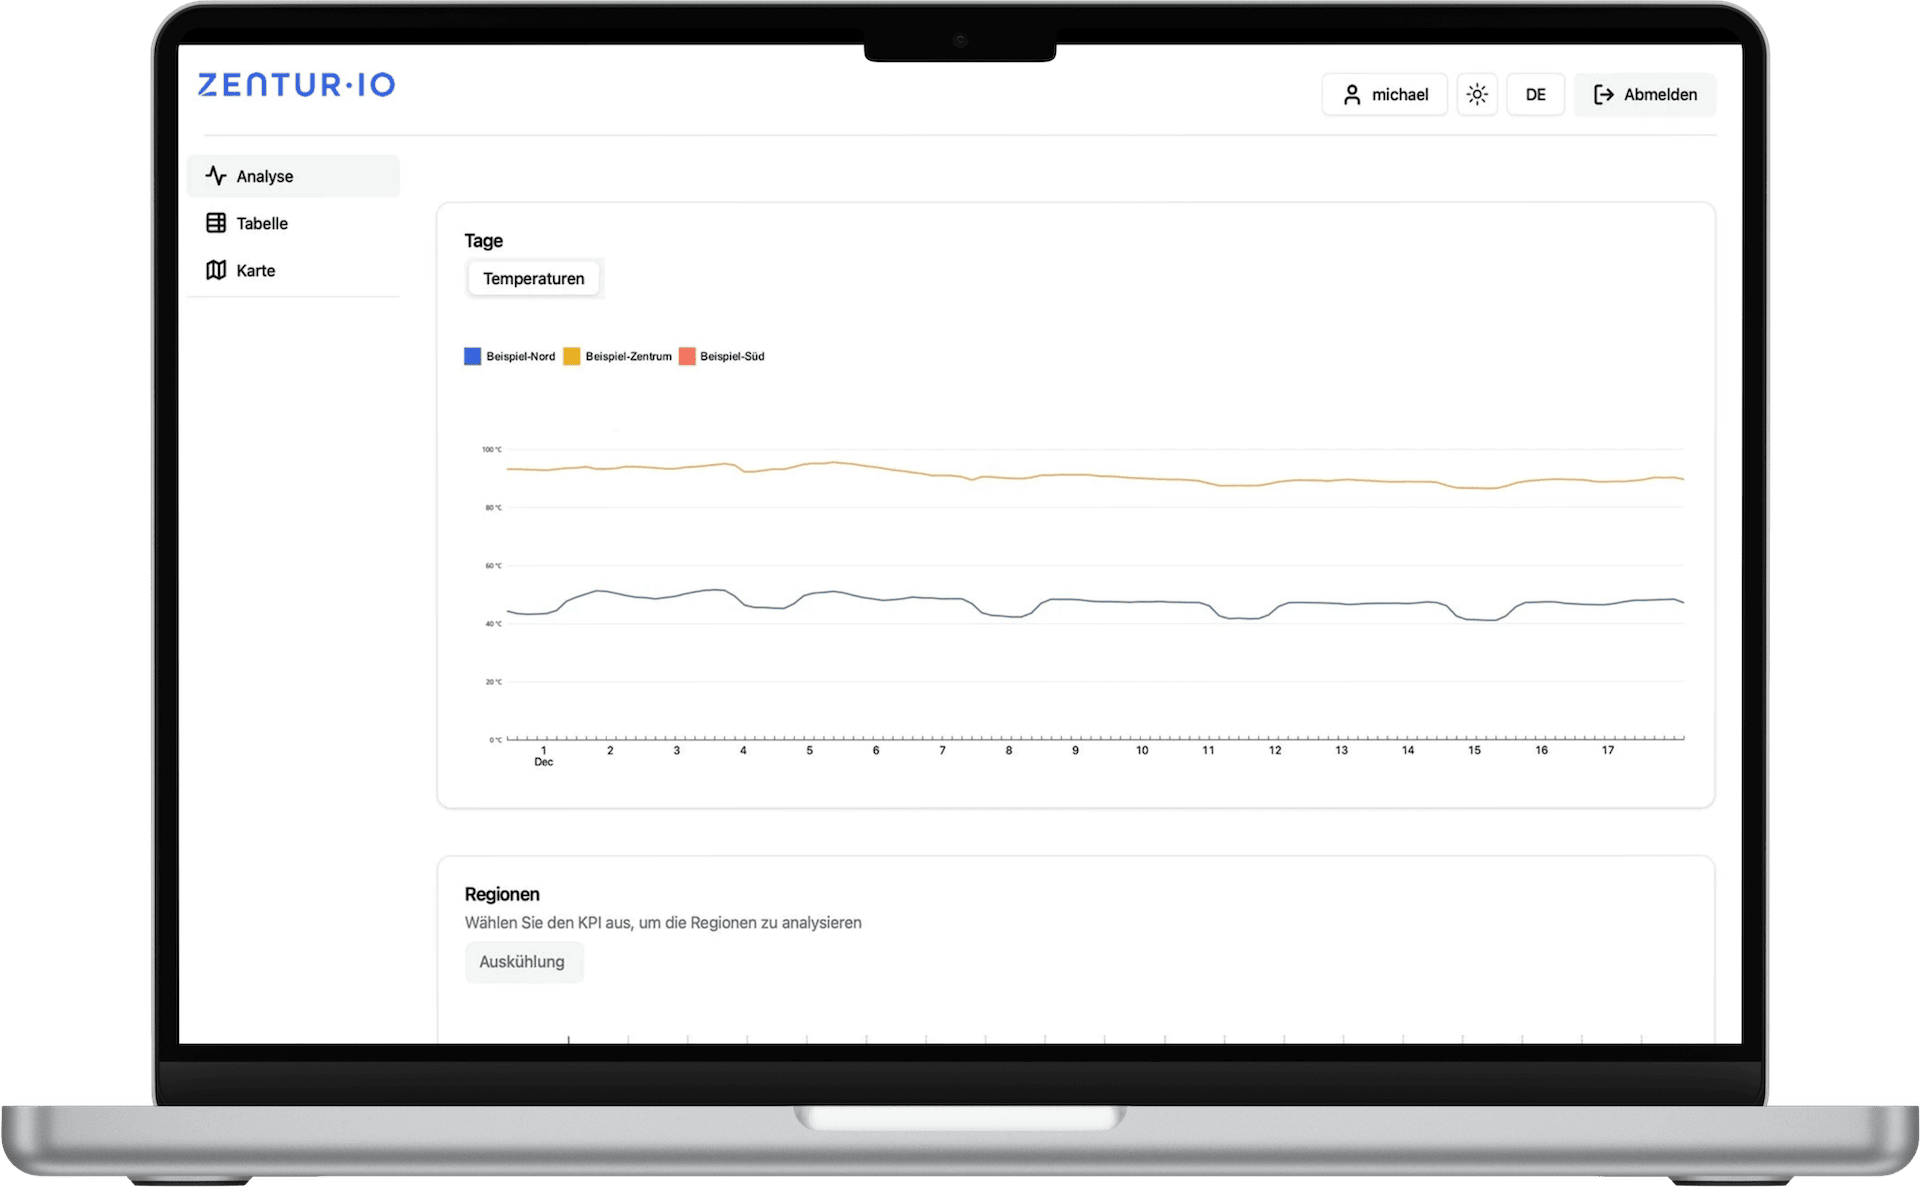 ZENTUR·IO
michael
DE
Abmelden
Analyse
Tabelle
Karte
Tage
Temperaturen
Beispiel-Nord Beispiel-Zentrum Beispiel-Süd
100 °C
80 °C
60 °C
40 °C
20 °C
0 °C
1 2 3 4 5 6 7 8 9 10 11 12 13 14 15 16 17
Dec
Regionen
Wählen Sie den KPI aus, um die Regionen zu analysieren
Auskühlung